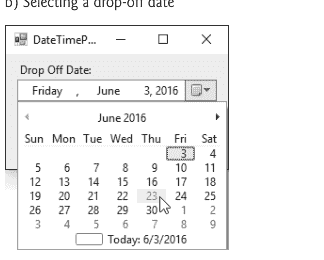 b) Selecting a drop-off date
DateTimeP...
Drop Off Date:
Friday , June 3, 2016
June 2016
Sun Mon Tue Wed Thu Fri Sat
3 4
5 6 7 8 9 10 11
12 13 14 15 16 17 18
19 20 21 22 23 24 25
26 27 28 29 30 1 2
3 4 5 6 7 8 9
Today: 6/3/2016